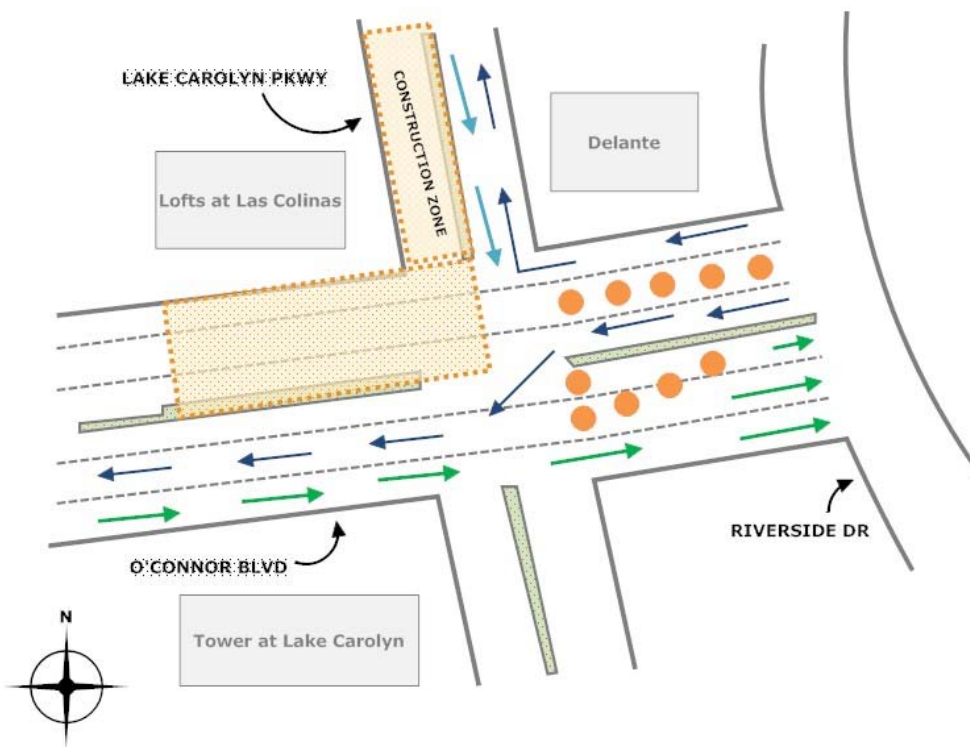 LAKE CAROLYN PKWY
CONSTRUCTION ZONE
Delante
Lofts at Las Colinas
RIVERSIDE DR
O'CONNOR BLVD
N
Tower at Lake Carolyn